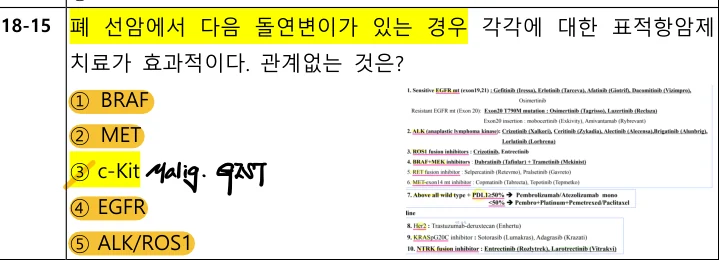 18-15
폐 선암에서 다음 돌연변이가 있는 경우 각각에 대한 표적항암제
치료가 효과적이다. 관계없는 것은?
① BRAF
② MET
③ c-Kit Malig. GIST
④ EGFR
⑤ ALK/ROS1
1. Sensitive EGFR mt (exon19,21) : Gefitinib (Iressa), Erlutinib (Tarceva), Afatinib (Giotrif), Dacomitinib (Vizimpro),
Osimertinib
Resistant EGFR mt (Exon 20): Exon20 T790M mutation : Osimertinib (Tagrisso), Lazertinib (Reclaza)
Exon20 insertion : mobocertinib (Exkivity), Amivantamab (Rybrevant)
2. ALK (anaplastic lymphoma kinase): Crizotinib (Xalkori), Ceritinib (Zykadia), Alectinib (Alecensa), Brigatinib (Alunbrig),
Lorlatinib (Lorbrena)
3. ROS1 fusion inhibitors : Crizotinib, Entrectinib
4. BRAF+MEK inhibitors : Dabratinib (Tafinlar) + Trametinib (Mekinist)
5. RET fusion inhibitor : Selpercatinib (Retevmo), Pralsetinib (Gavreto)
6. MET-exon14 mt inhibitor : Copmatinib (Tabrecta), Tepotinib (Tepmetko)
7. Above all wild type + PDL1≥50% ➔ Pembrolizumab/Atezolizumab mono
<50% ➔ Pembro+Platinum+Pemetrexed/Paclitaxel
line
8. Her2 : Trastuzumab-deruxtecan (Enhertu)
9. KRASpG20C inhibitor : Sotorasib (Lumakras), Adagrasib (Krazati)
10. NTRK fusion inhibitor : Entrectinib (Rozlytrek), Larotrectinib (Vitrakvi)